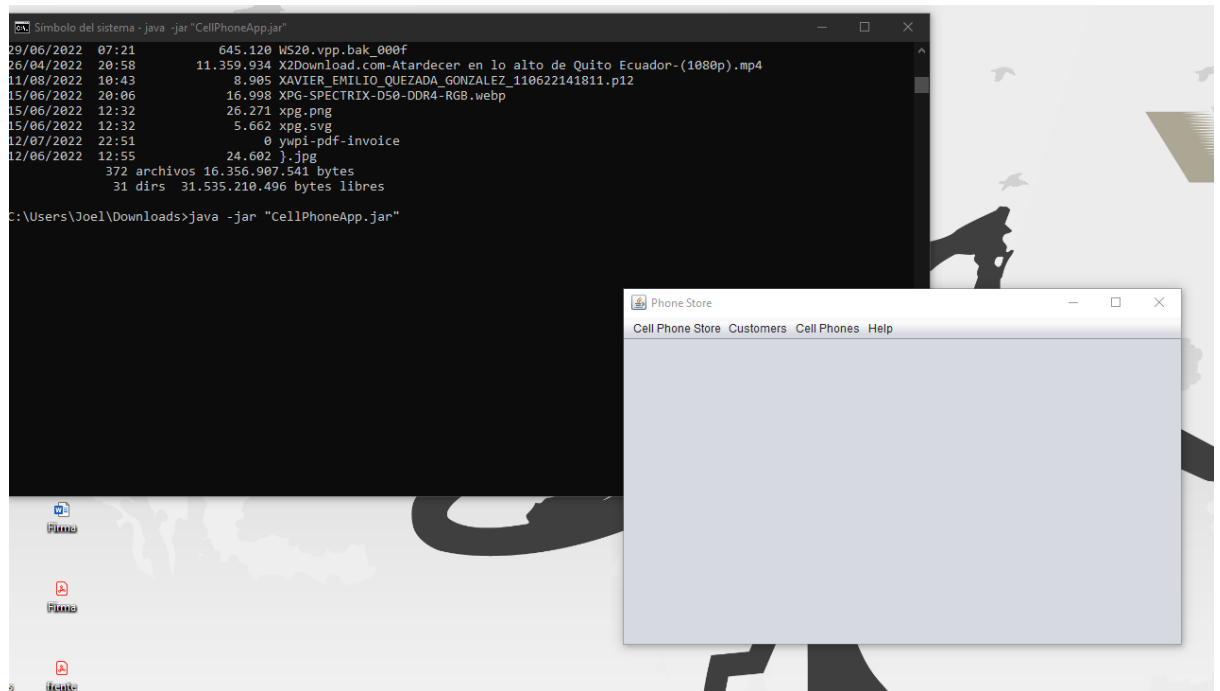 Símbolo del sistema - java -jar "CellPhoneApp.jar"
29/06/2022 07:21 645.120 WS20.vpp.bak_000f
26/04/2022 20:58 11.359.934 X2Download.com-Atardecer en lo alto de Quito Ecuador-(1080p).mp4
11/08/2022 10:43 8.905 XAVIER_EMILIO_QUEZADA_GONZALEZ_110622141811.p12
15/06/2022 20:06 16.998 XPG-SPECTRIX-D50-DDR4-RGB.webp
15/06/2022 12:32 26.271 xpg.png
15/06/2022 12:32 5.662 xpg.svg
12/07/2022 22:51 0 ywpi-pdf-invoice
12/06/2022 12:55 24.602 }.jpg
372 archivos 16.356.907.541 bytes
31 dirs 31.535.210.496 bytes libres
C:\Users\Joel\Downloads>java -jar "CellPhoneApp.jar"
Phone Store
Cell Phone Store Customers Cell Phones Help
Firma
Firma
frente